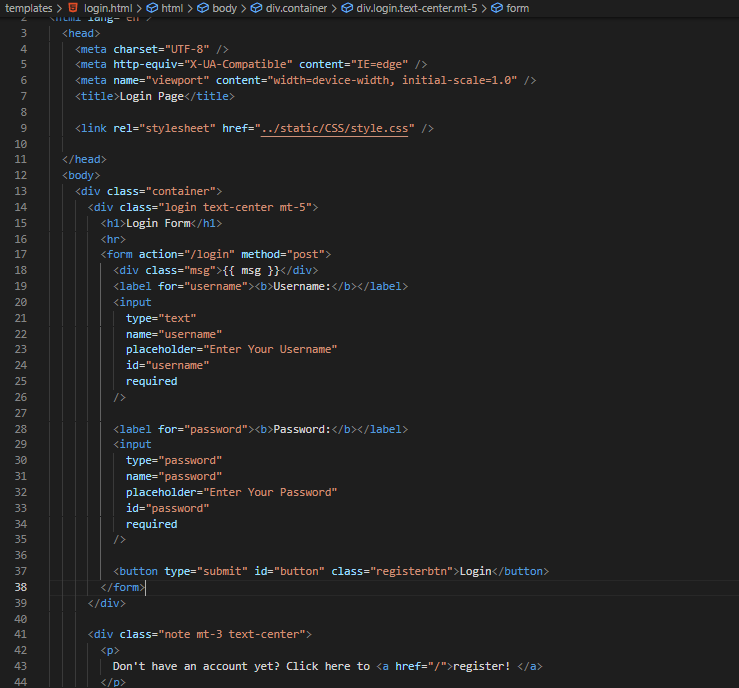 templates > login.html > html > body > div.container > div.login.text-center.mt-5 > form
2 <html lang="en">
3 <head>
4 <meta charset="UTF-8" />
5 <meta http-equiv="X-UA-Compatible" content="IE=edge" />
6 <meta name="viewport" content="width=device-width, initial-scale=1.0" />
7 <title>Login Page</title>
8
9 <link rel="stylesheet" href="../static/CSS/style.css" />
10
11 </head>
12 <body>
13 <div class="container">
14 <div class="login text-center mt-5">
15 <h1>Login Form</h1>
16 <hr>
17 <form action="/login" method="post">
18 <div class="msg">{{ msg }}</div>
19 <label for="username"><b>Username:</b></label>
20 <input
21 type="text"
22 name="username"
23 placeholder="Enter Your Username"
24 id="username"
25 required
26 />
27
28 <label for="password"><b>Password:</b></label>
29 <input
30 type="password"
31 name="password"
32 placeholder="Enter Your Password"
33 id="password"
34 required
35 />
36
37 <button type="submit" id="button" class="registerbtn">Login</button>
38 </form>
39 </div>
40
41 <div class="note mt-3 text-center">
42 <p>
43 Don't have an account yet? Click here to <a href="/">register! </a>
44 </p>